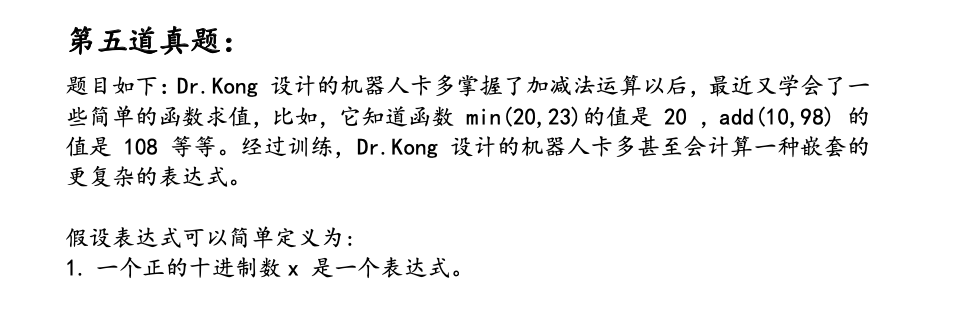 第五道真题：
题目如下：Dr.Kong 设计的机器人卡多掌握了加减法运算以后，最近又学会了一
些简单的函数求值，比如，它知道函数 min(20,23)的值是 20 ，add(10,98) 的
值是 108 等等。经过训练，Dr.Kong 设计的机器人卡多甚至会计算一种嵌套的
更复杂的表达式。
假设表达式可以简单定义为：
1. 一个正的十进制数 x 是一个表达式。